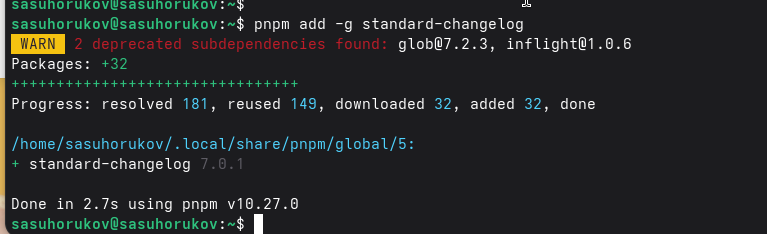 sasuhorukov@sasuhorukov:~$
sasuhorukov@sasuhorukov:~$ pnpm add -g standard-changelog
WARN 2 deprecated subdependencies found: glob@7.2.3, inflight@1.0.6
Packages: +32
++++++++++++++++++++++++++++++++
Progress: resolved 181, reused 149, downloaded 32, added 32, done
/home/sasuhorukov/.local/share/pnpm/global/5:
+ standard-changelog 7.0.1
Done in 2.7s using pnpm v10.27.0
sasuhorukov@sasuhorukov:~$